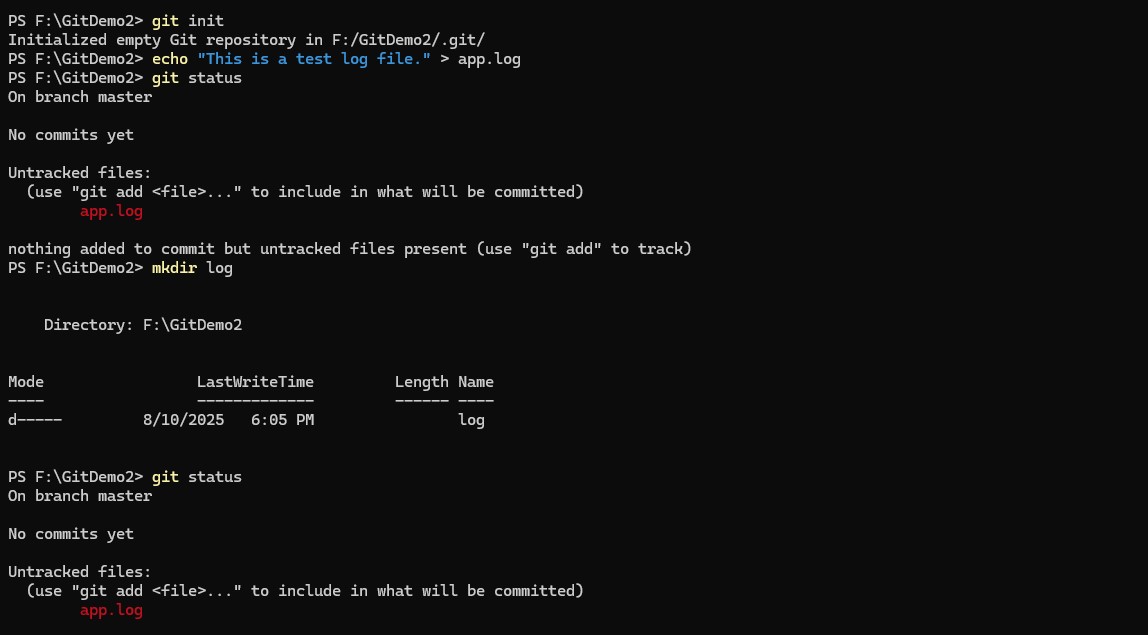 PS F:\GitDemo2> git init
Initialized empty Git repository in F:/GitDemo2/.git/
PS F:\GitDemo2> echo "This is a test log file." > app.log
PS F:\GitDemo2> git status
On branch master
No commits yet
Untracked files:
  (use "git add <file>..." to include in what will be committed)
        app.log
nothing added to commit but untracked files present (use "git add" to track)
PS F:\GitDemo2> mkdir log
    Directory: F:\GitDemo2
Mode                 LastWriteTime         Length Name
----                 -------------         ------ ----
d-----         8/10/2025   6:05 PM                log
PS F:\GitDemo2> git status
On branch master
No commits yet
Untracked files:
  (use "git add <file>..." to include in what will be committed)
        app.log